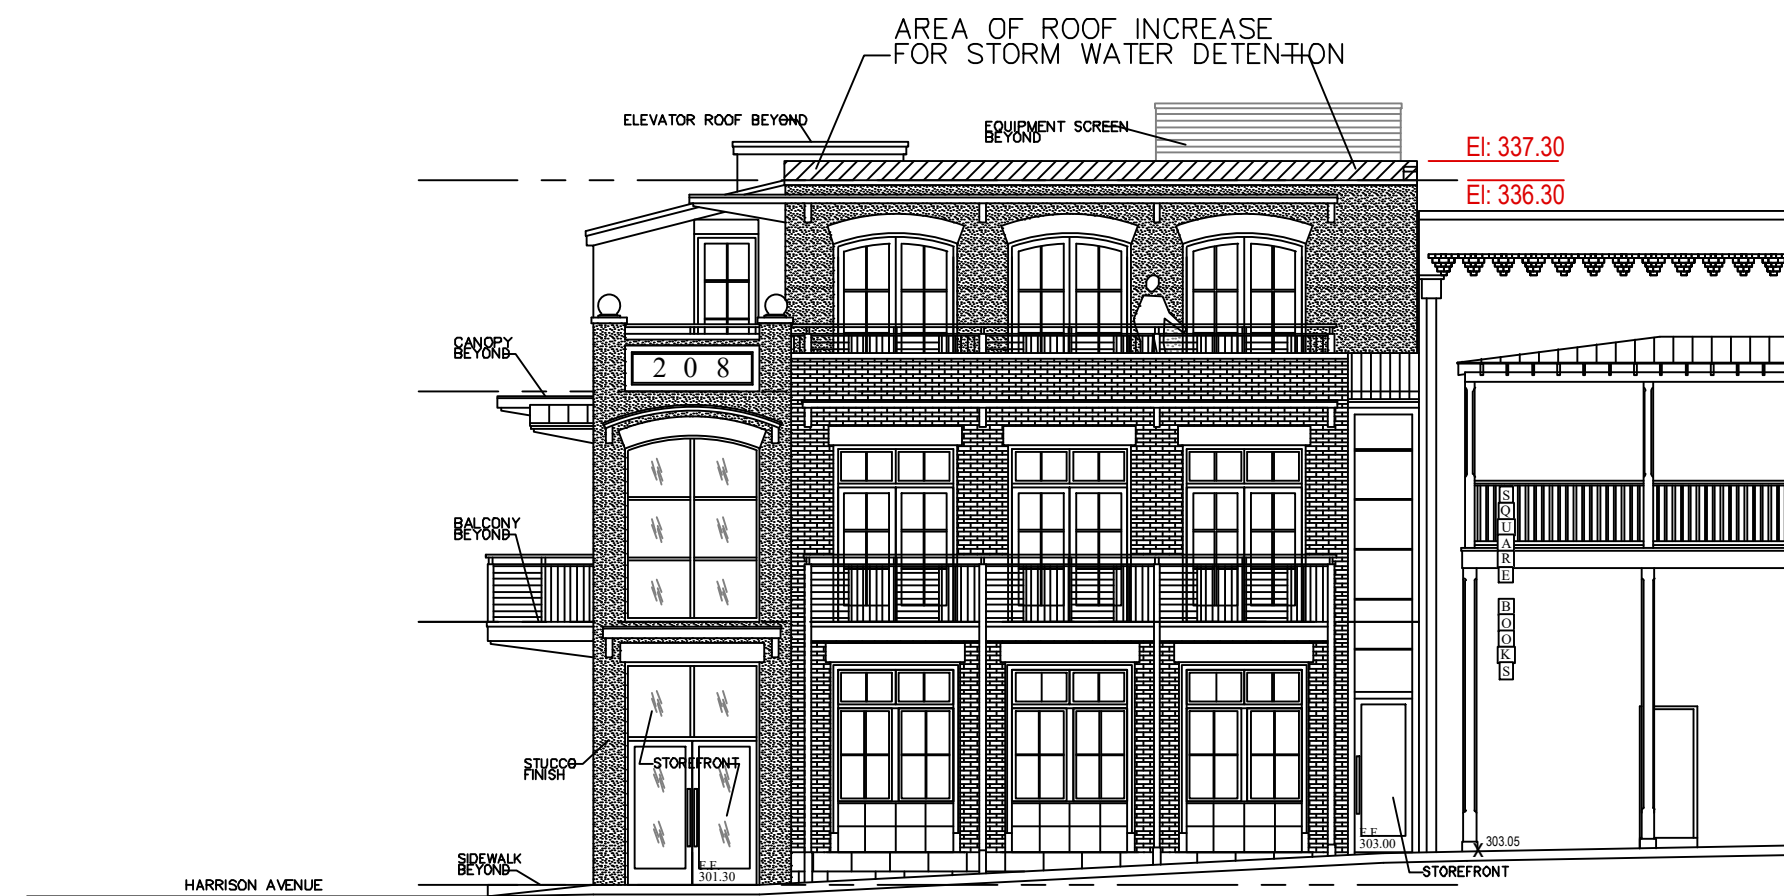 AREA OF ROOF INCREASE
FOR STORM WATER DETENTION
ELEVATOR ROOF BEYOND
EQUIPMENT SCREEN
BEYOND
El: 337.30
El: 336.30
CANOPY
BEYOND
2 0 8
BALCONY
BEYOND
SQUARE
BOOKS
STUCCO
FINISH
STOREFRONT
F.F.
303.00
303.05
SIDEWALK
BEYOND
F.F.
301.30
STOREFRONT
HARRISON AVENUE